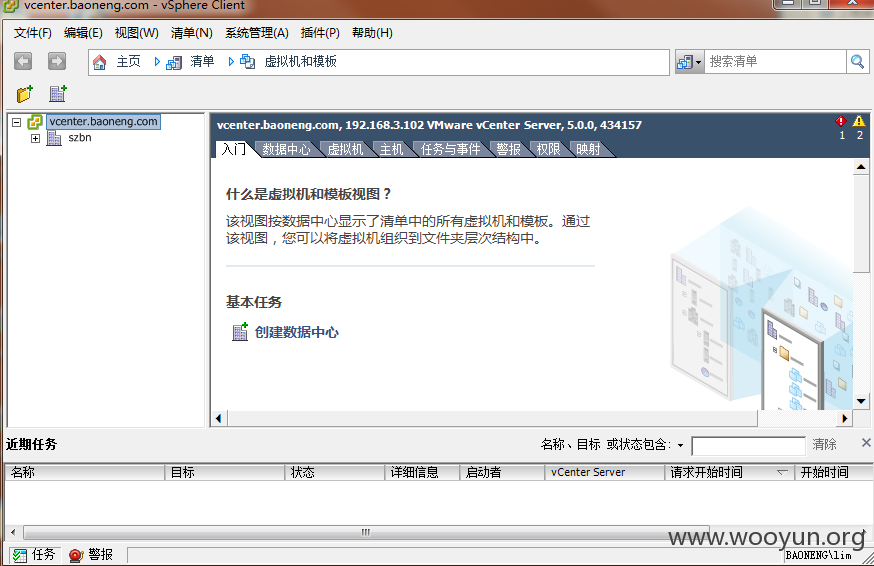 vcenter.baoneng.com - vSphere Client
文件(F) 编辑(E) 视图(W) 清单(N) 系统管理(A) 插件(P) 帮助(H)
主页 清单 虚拟机和模板 搜索清单
vcenter.baoneng.com
szbn
vcenter.baoneng.com, 192.168.3.102 VMware vCenter Server, 5.0.0, 434157
1 2
入门 数据中心 虚拟机 主机 任务与事件 警报 权限 映射
什么是虚拟机和模板视图？
该视图按数据中心显示了清单中的所有虚拟机和模板。通过
该视图，您可以将虚拟机组织到文件夹层次结构中。
基本任务
创建数据中心
近期任务 名称、目标 或状态包含: 清除
名称 目标 状态 详细信息 启动者 vCenter Server 请求开始时间 开始时间
www.wooyun.org
任务 警报 BAONENG\lim